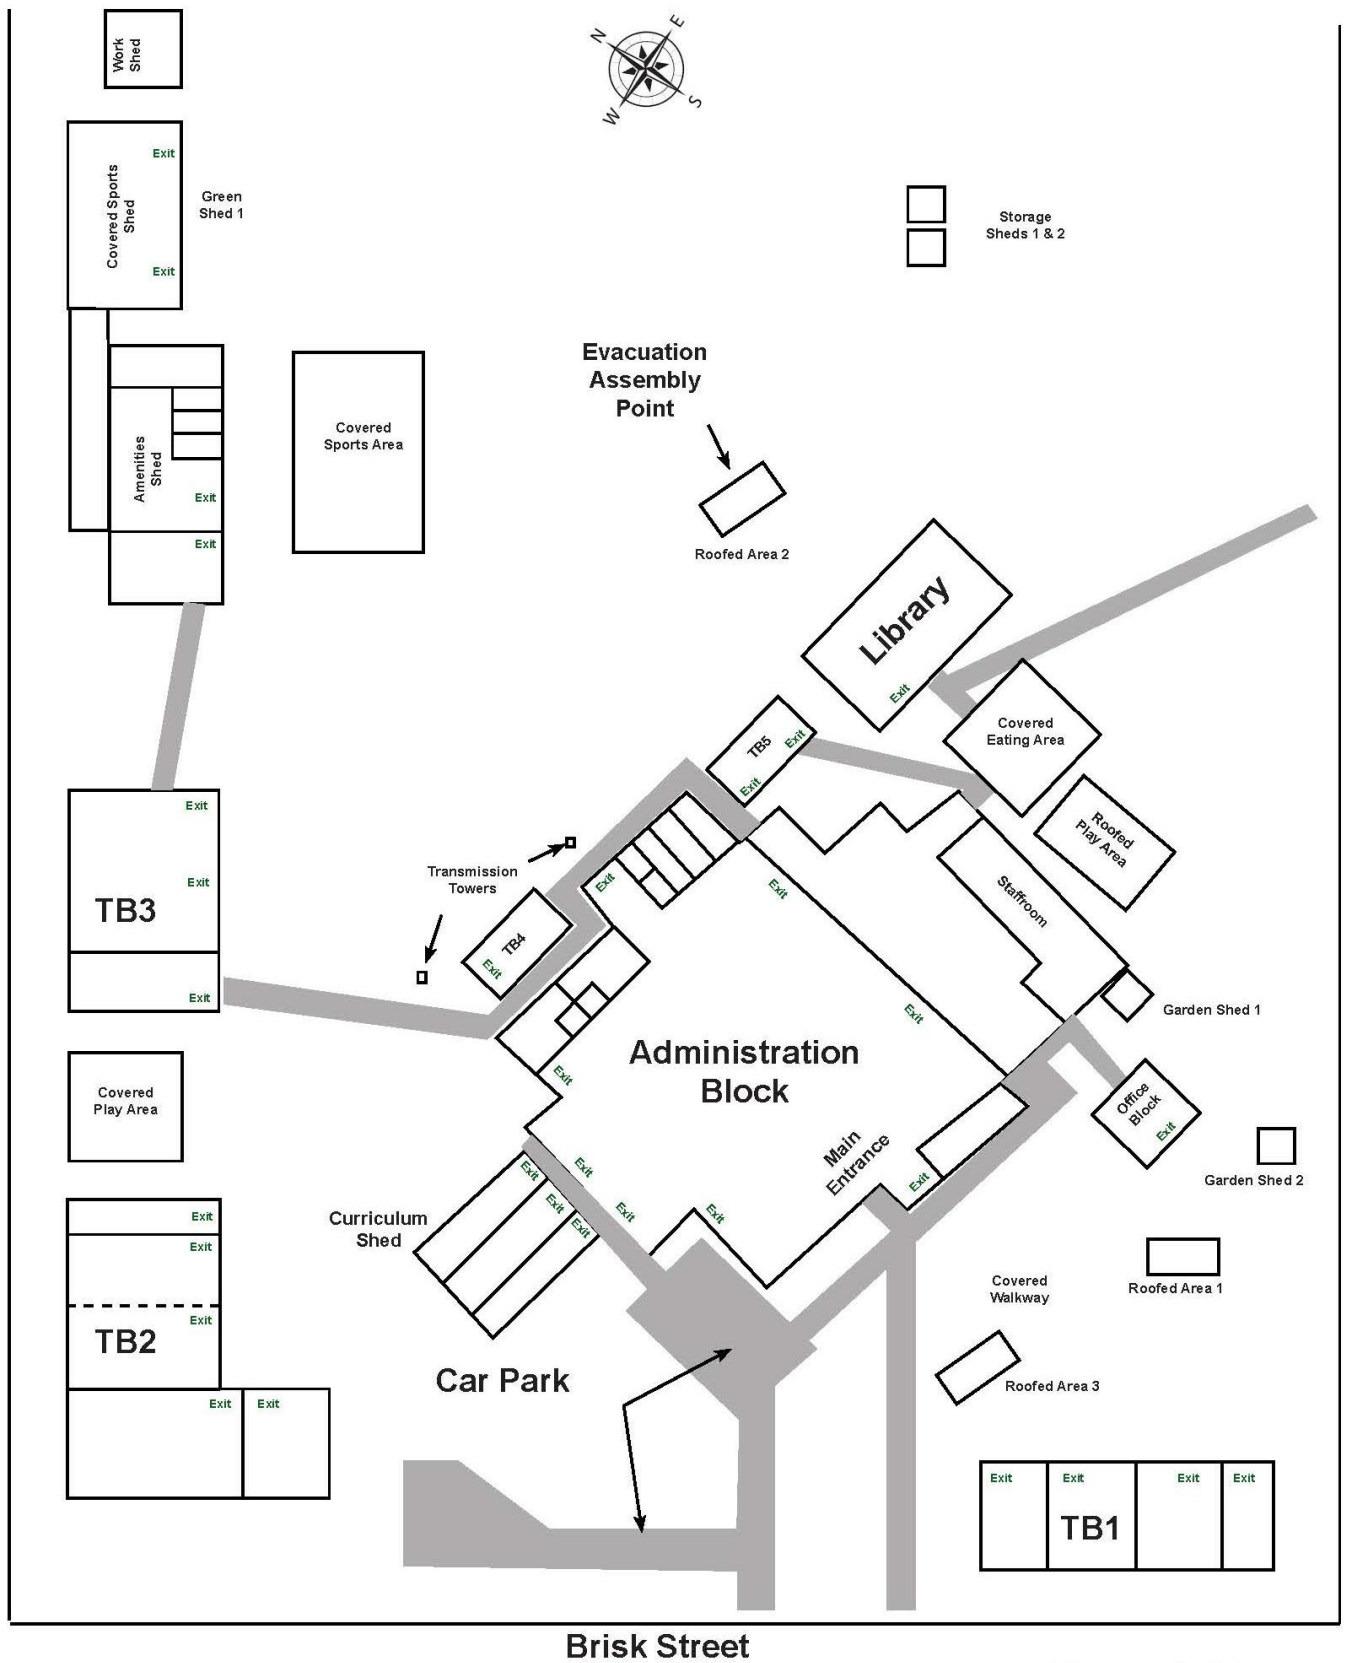 Work
Shed
N
E
W
S
Exit
Covered Sports
Shed
Exit
Green
Shed 1
Storage
Sheds 1 & 2
Evacuation
Assembly
Point
Covered
Sports Area
Amenities
Shed
Exit
Exit
Roofed Area 2
Library
Exit
Covered
Eating Area
TB5
Exit
Exit
Roofed
Play Area
Exit
Exit
TB3
Exit
Transmission
Towers
Exit
Exit
Staffroom
TB4
Exit
Exit
Garden Shed 1
Administration
Block
Exit
Covered
Play Area
Office
Block
Exit
Main
Entrance
Exit
Garden Shed 2
Exit
Exit
Exit
Exit
Exit
Exit
Curriculum
Shed
Exit
Exit
Exit
TB2
Exit
Exit
Covered
Walkway
Roofed Area 1
Car Park
Roofed Area 3
Exit
Exit
Exit
Exit
TB1
Brisk Street